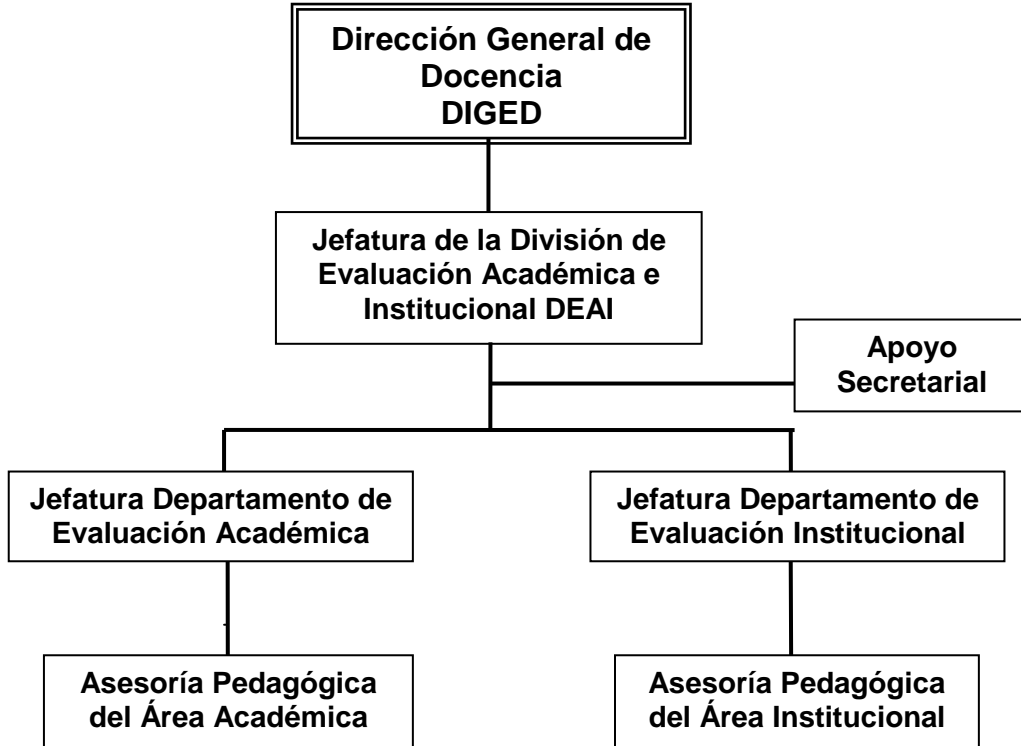 Dirección General de
Docencia
DIGED
Jefatura de la División de
Evaluación Académica e
Institucional DEAI
Apoyo
Secretarial
Jefatura Departamento de
Evaluación Académica
Jefatura Departamento de
Evaluación Institucional
Asesoría Pedagógica
del Área Académica
Asesoría Pedagógica
del Área Institucional